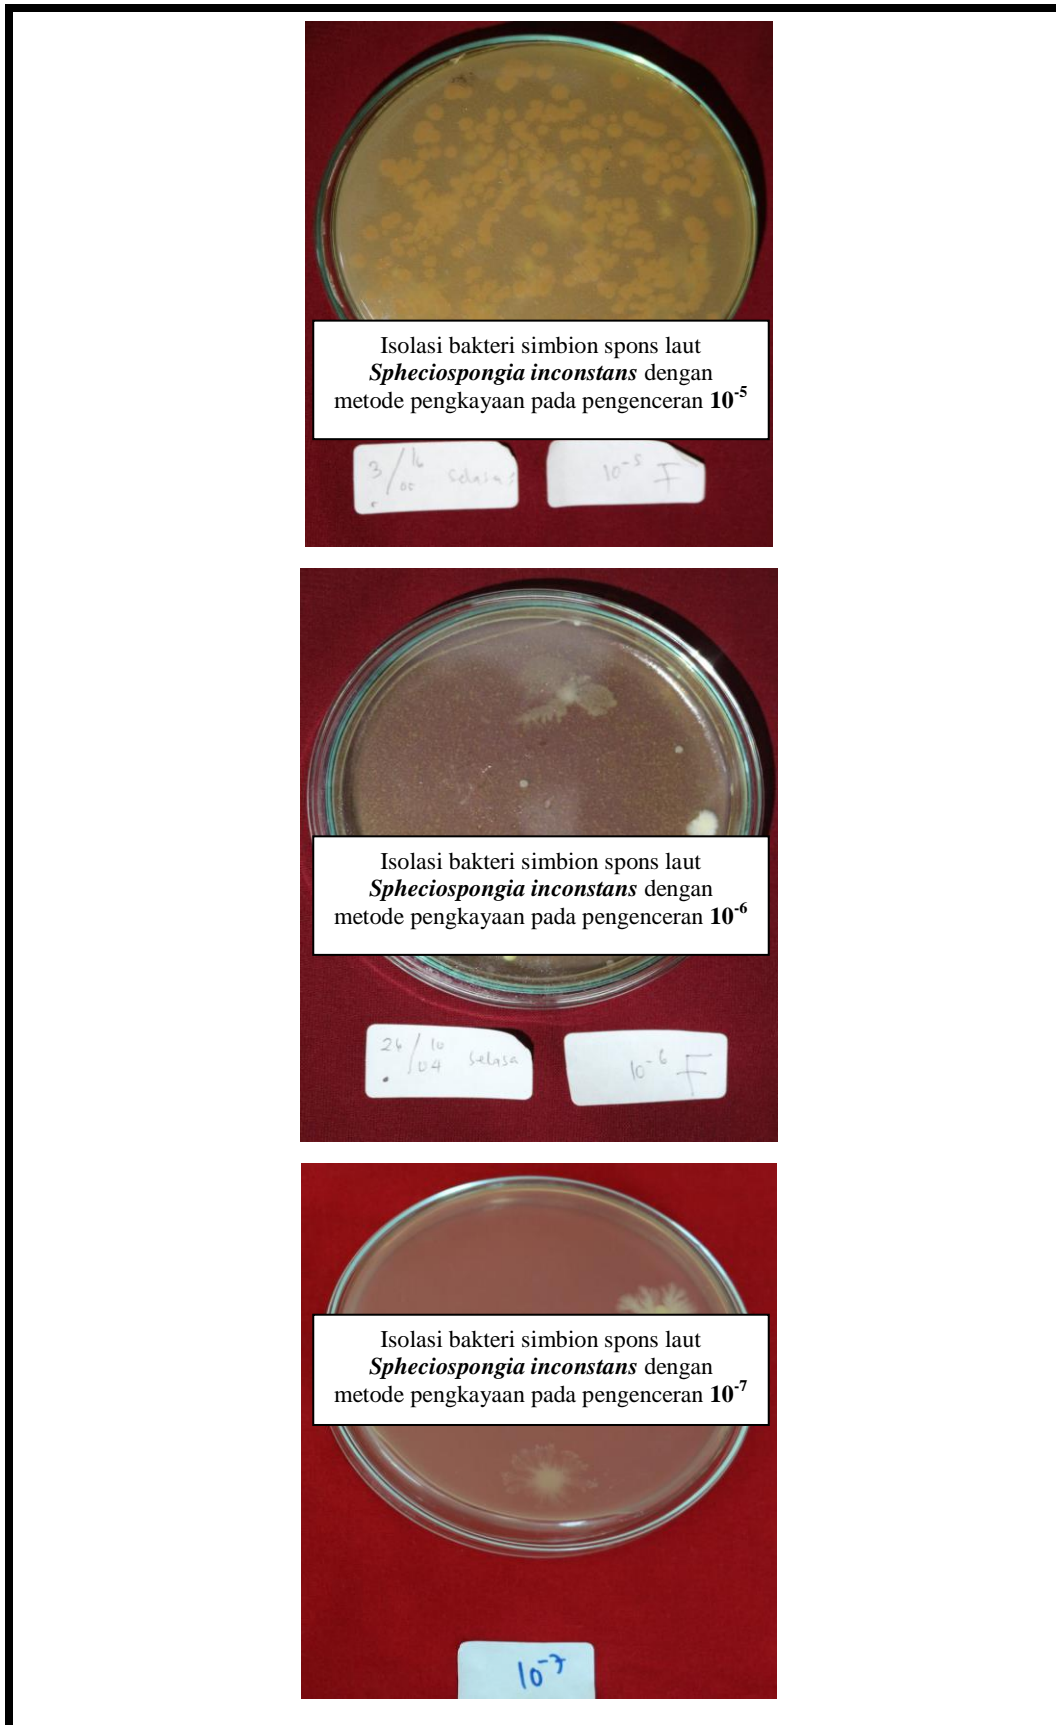 Isolasi bakteri simbion spons laut
Spheciospongia inconstans dengan
metode pengkayaan pada pengenceran 10⁻⁵
3/16 05 Selasa
10⁻⁵ F
Isolasi bakteri simbion spons laut
Spheciospongia inconstans dengan
metode pengkayaan pada pengenceran 10⁻⁶
26/10 04 Selasa
10⁻⁶ F
Isolasi bakteri simbion spons laut
Spheciospongia inconstans dengan
metode pengkayaan pada pengenceran 10⁻⁷
10⁻⁷